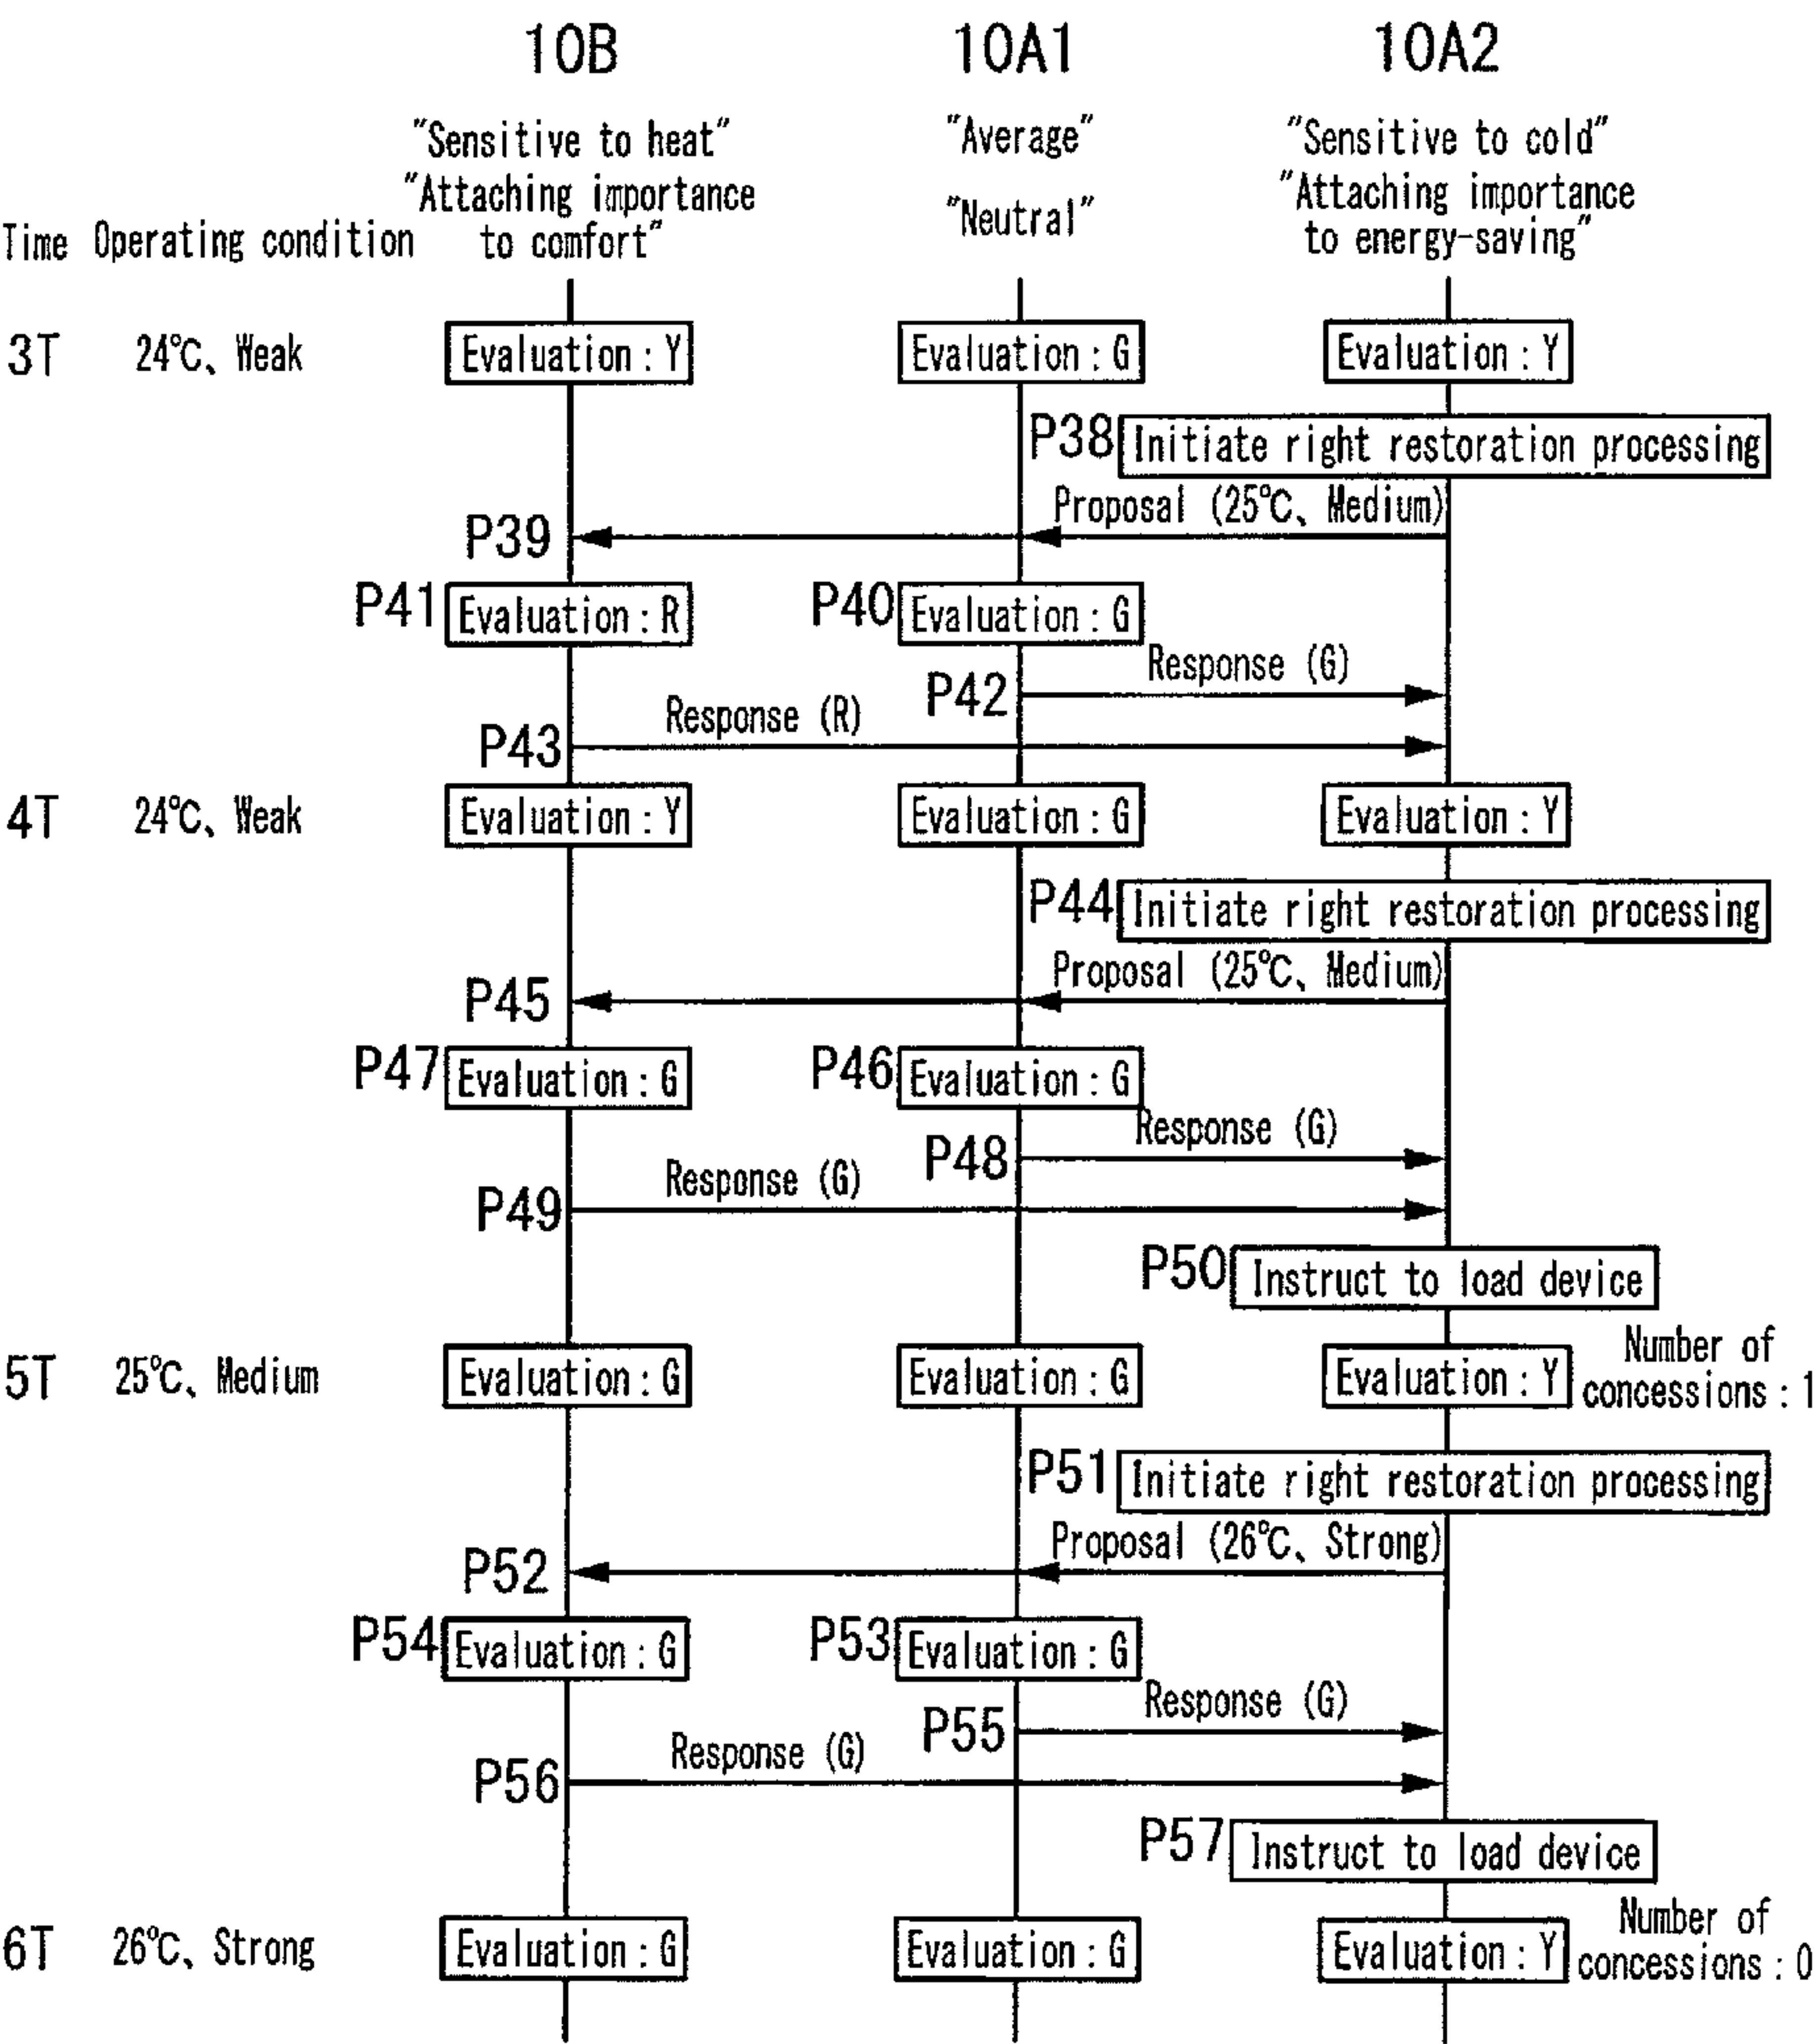 10B 10A1 10A2
"Sensitive to heat" "Average" "Sensitive to cold"
"Attaching importance "Neutral" "Attaching importance
Time Operating condition to comfort" to energy-saving"
3T 24℃、Weak Evaluation : Y Evaluation : G Evaluation : Y
P38 Initiate right restoration processing
Proposal (25℃、Medium)
P39
P41 Evaluation : R P40 Evaluation : G
Response (G)
P42
Response (R)
P43
4T 24℃、Weak Evaluation : Y Evaluation : G Evaluation : Y
P44 Initiate right restoration processing
Proposal (25℃、Medium)
P45
P47 Evaluation : G P46 Evaluation : G
Response (G)
P48
Response (G)
P49
P50 Instruct to load device
Number of
5T 25℃、Medium Evaluation : G Evaluation : G Evaluation : Y concessions : 1
P51 Initiate right restoration processing
Proposal (26℃、Strong)
P52
P54 Evaluation : G P53 Evaluation : G
Response (G)
P55
Response (G)
P56
P57 Instruct to load device
Number of
6T 26℃、Strong Evaluation : G Evaluation : G Evaluation : Y concessions : 0